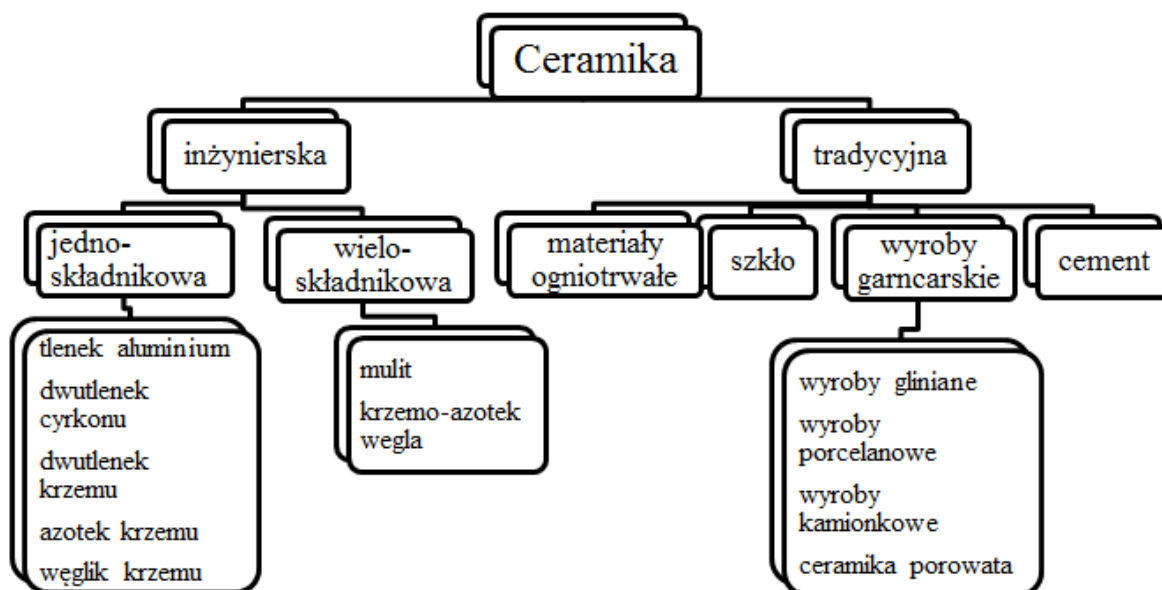 Ceramika
inżynierska
tradycyjna
jedno-
składnikowa
wielo-
składnikowa
materiały
ogniotrwałe
szkło
wyroby
garncarskie
cement
tlenek aluminium
dwutlenek
cyrkonu
dwutlenek
krzemu
azotek krzemu
węglik krzemu
mulit
krzemo-azotek
wegla
wyroby gliniane
wyroby
porcelanowe
wyroby
kamionkowe
ceramika porowata